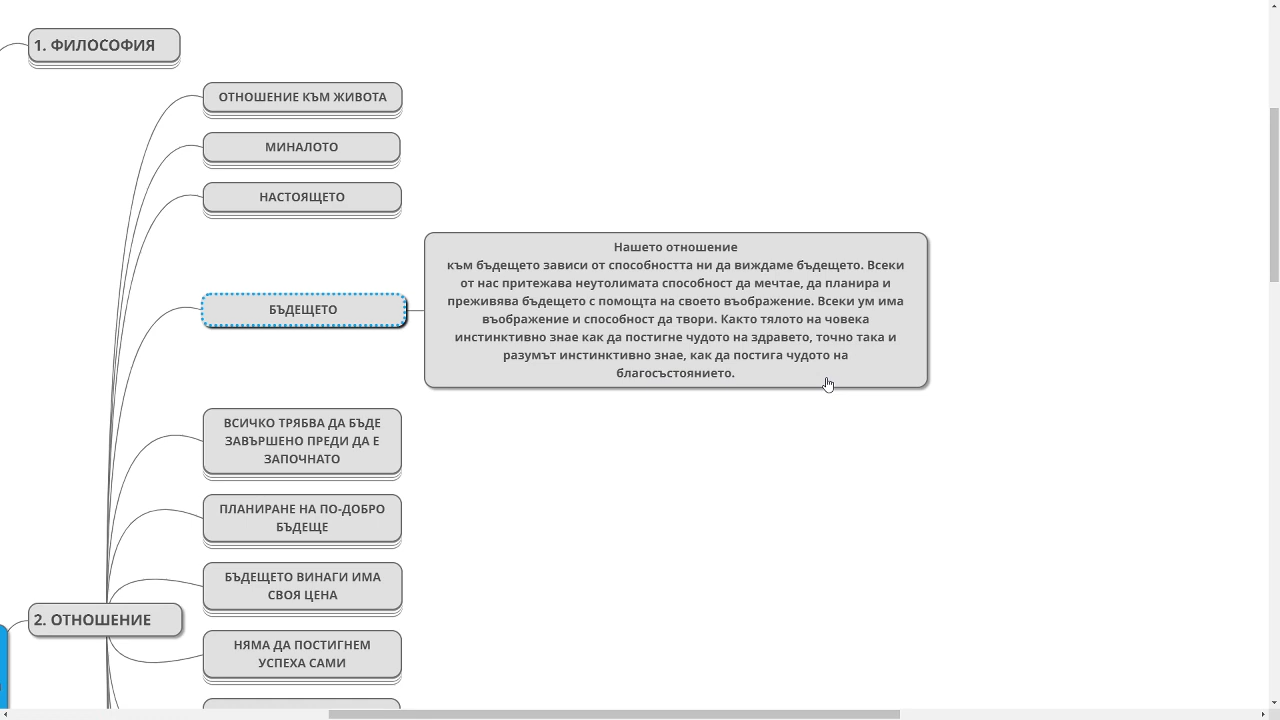 1. ФИЛОСОФИЯ
ОТНОШЕНИЕ КЪМ ЖИВОТА
МИНАЛОТО
НАСТОЯЩЕТО
БЪДЕЩЕТО
Нашето отношение
към бъдещето зависи от способността ни да виждаме бъдещето. Всеки
от нас притежава неутолимата способност да мечтае, да планира и
преживява бъдещето с помощта на своето въображение. Всеки ум има
въображение и способност да твори. Както тялото на човека
инстинктивно знае как да постигне чудото на здравето, точно така и
разумът инстинктивно знае, как да постига чудото на
благосъстоянието.
ВСИЧКО ТРЯБВА ДА БЪДЕ
ЗАВЪРШЕНО ПРЕДИ ДА Е
ЗАПОЧНАТО
ПЛАНИРАНЕ НА ПО-ДОБРО
БЪДЕЩЕ
БЪДЕЩЕТО ВИНАГИ ИМА
СВОЯ ЦЕНА
2. ОТНОШЕНИЕ
НЯМА ДА ПОСТИГНЕМ
УСПЕХА САМИ